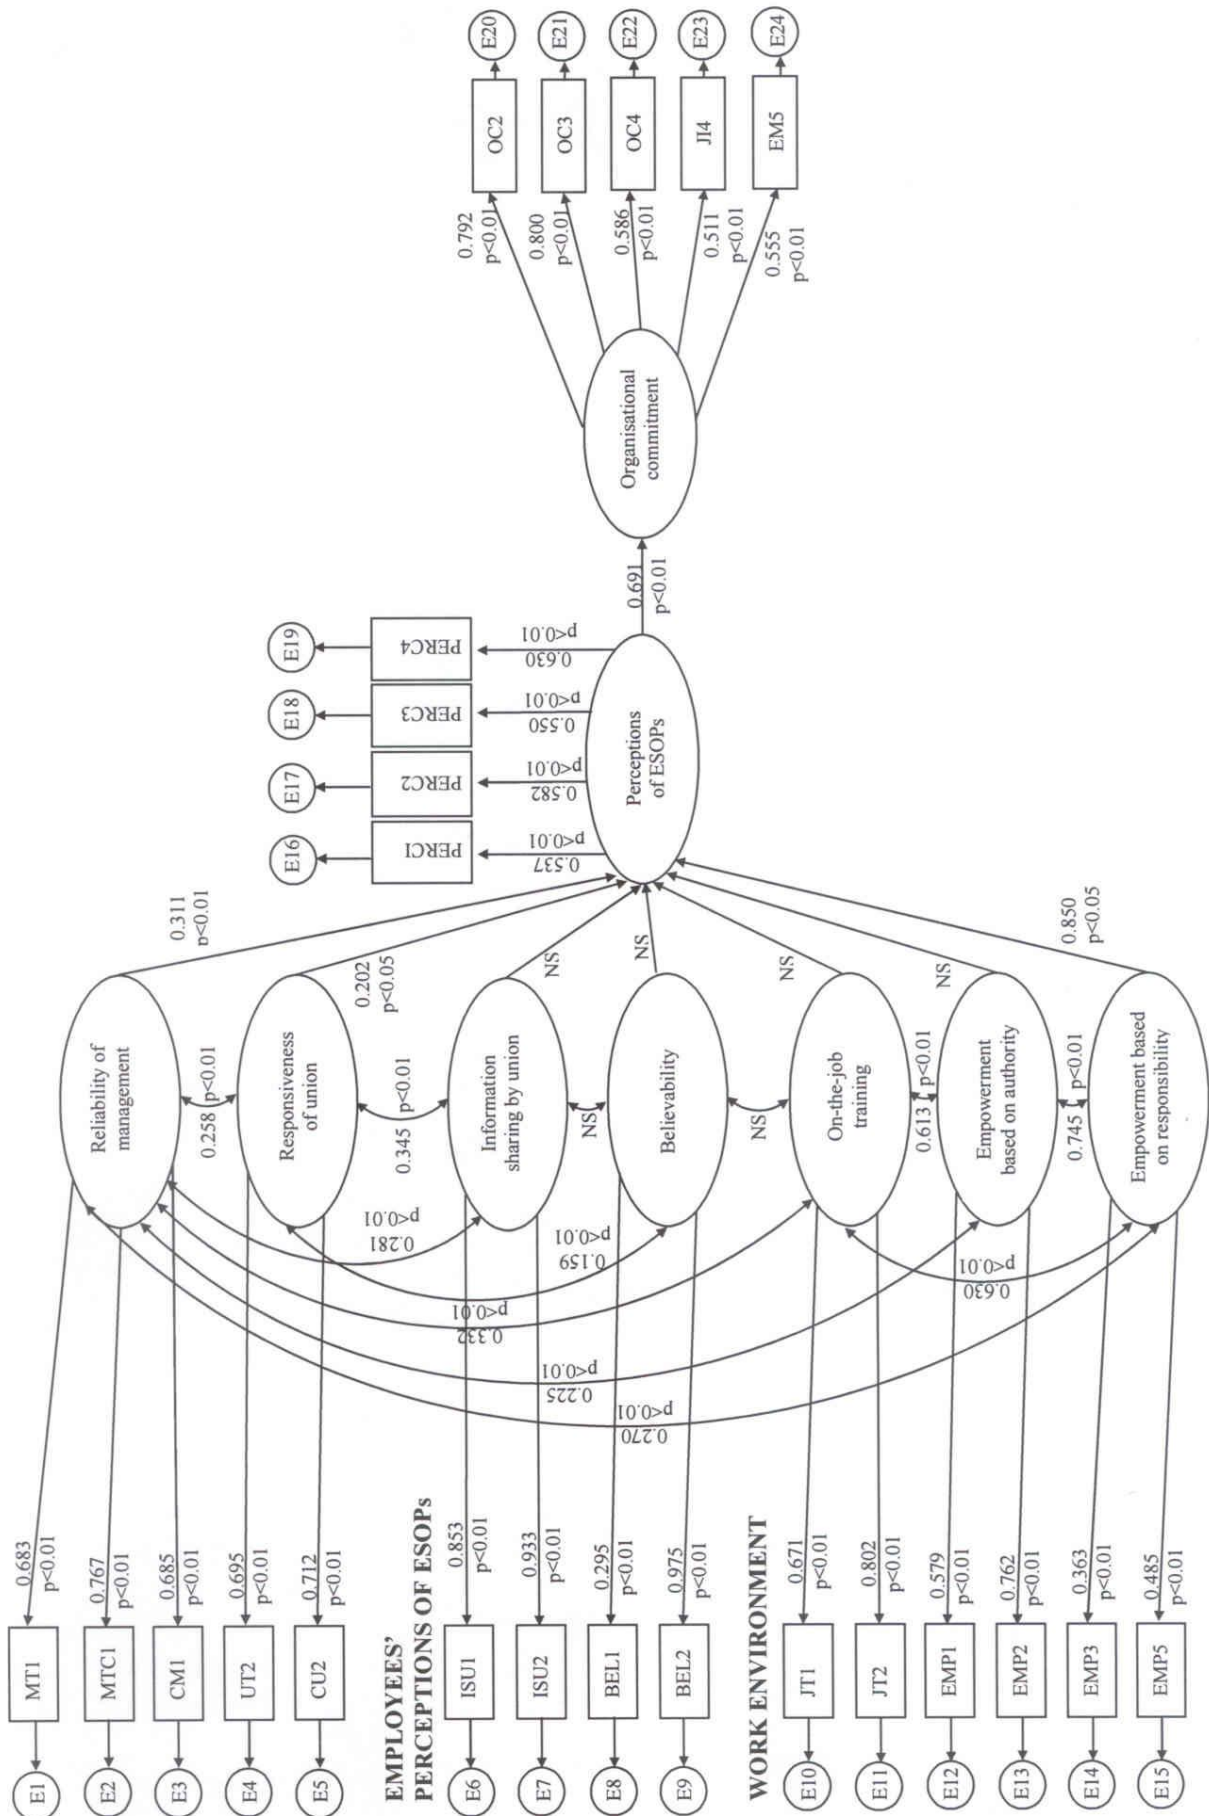 E20
E21
E22
E23
E24
OC2
OC3
OC4
JI4
EM5
0.792
p<0.01
0.800
p<0.01
0.586
p<0.01
0.511
p<0.01
0.555
p<0.01
Organisational
commitment
0.691
p<0.01
E19
E18
E17
E16
PERC4
PERC3
PERC2
PERC1
0.630
p<0.01
0.550
p<0.01
0.582
p<0.01
0.537
p<0.01
Perceptions
of ESOPs
0.311
p<0.01
0.202
p<0.05
NS
NS
NS
NS
0.850
p<0.05
Reliability of
management
Responsiveness
of union
Information
sharing by union
Believability
On-the-job
training
Empowerment
based on authority
Empowerment based
on responsibility
0.258 p<0.01
0.345 p<0.01
NS
NS
0.613 p<0.01
0.745 p<0.01
0.281
p<0.01
0.159
p<0.01
0.332
p<0.01
0.225
p<0.01
0.270
p<0.01
0.630
p<0.01
0.683
p<0.01
0.767
p<0.01
0.685
p<0.01
0.695
p<0.01
0.712
p<0.01
0.853
p<0.01
0.933
p<0.01
0.295
p<0.01
0.975
p<0.01
0.671
p<0.01
0.802
p<0.01
0.579
p<0.01
0.762
p<0.01
0.363
p<0.01
0.485
p<0.01
EMPLOYEES’
PERCEPTIONS OF ESOPs
WORK ENVIRONMENT
MT1
MTC1
CM1
UT2
CU2
ISU1
ISU2
BEL1
BEL2
JT1
JT2
EMP1
EMP2
EMP3
EMP5
E1
E2
E3
E4
E5
E6
E7
E8
E9
E10
E11
E12
E13
E14
E15